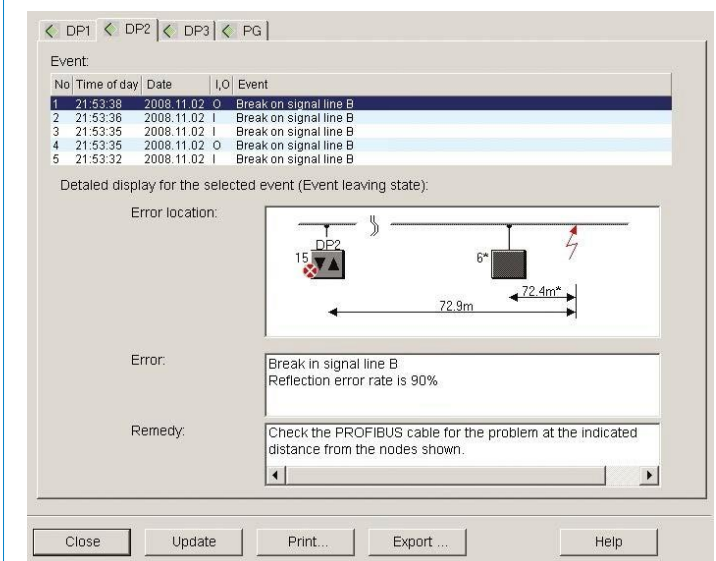 DP1 DP2 DP3 PG
Event:
No Time of day Date I,O Event
1 21:53:38 2008.11.02 O Break on signal line B
2 21:53:36 2008.11.02 I Break on signal line B
3 21:53:35 2008.11.02 I Break on signal line B
4 21:53:35 2008.11.02 O Break on signal line B
5 21:53:32 2008.11.02 I Break on signal line B
Detaled display for the selected event (Event leaving state):
Error location:
DP2
15 6*
72.4m*
72.9m
Error:
Break in signal line B
Reflection error rate is 90%
Remedy:
Check the PROFIBUS cable for the problem at the indicated
distance from the nodes shown.
Close Update Print... Export ... Help